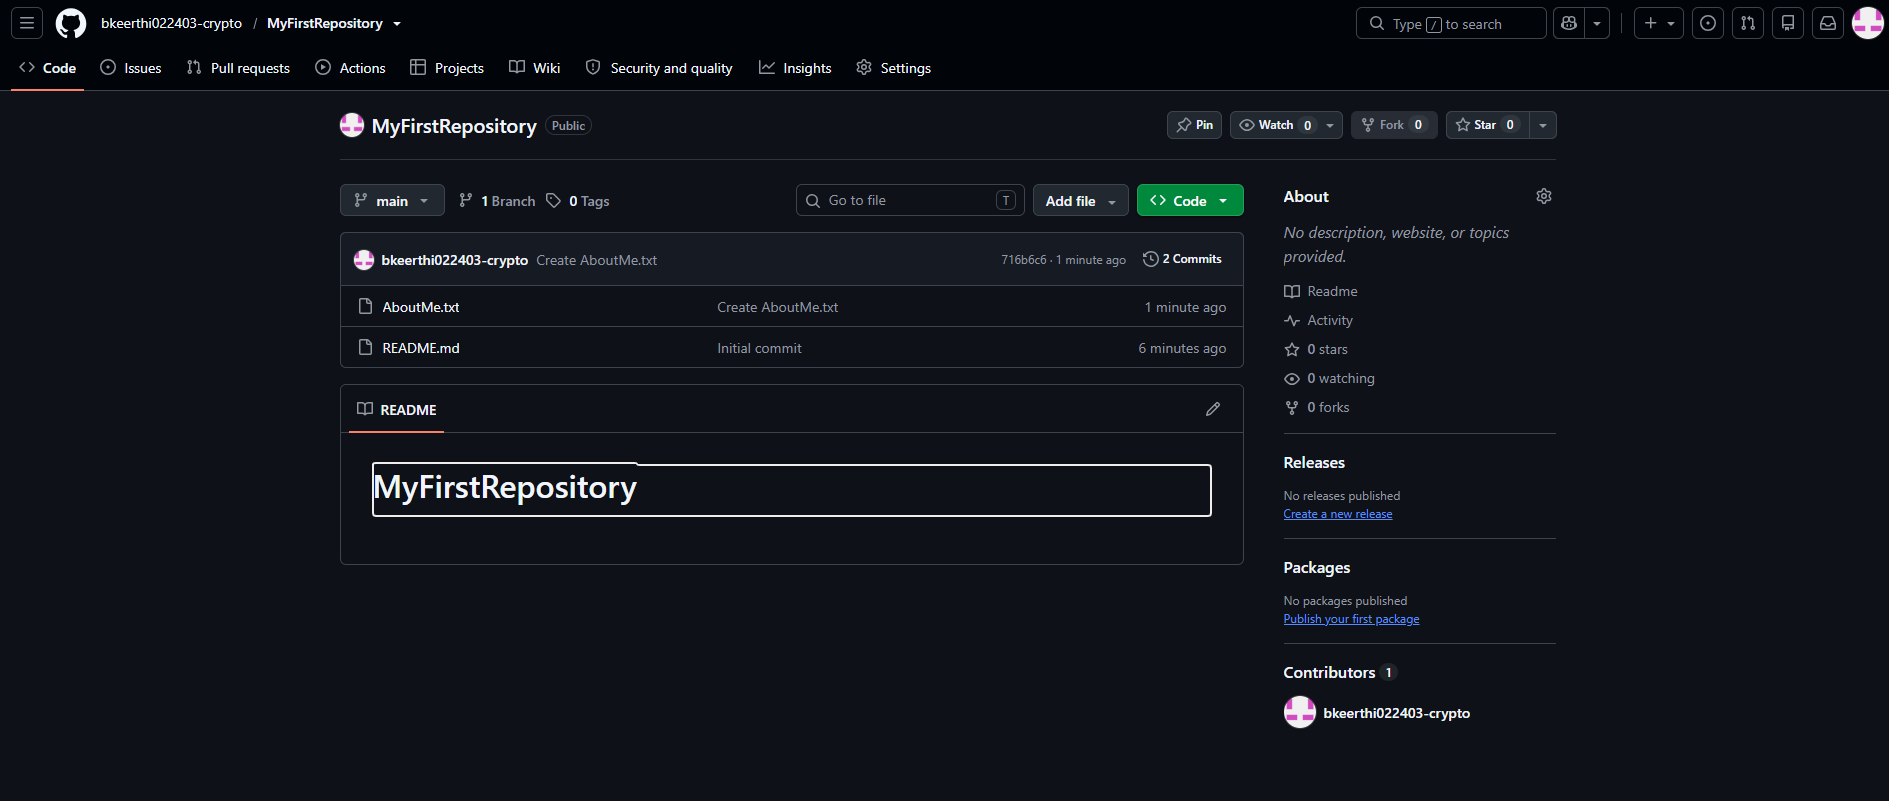 bkeerthi022403-crypto / MyFirstRepository
Type / to search
Code Issues Pull requests Actions Projects Wiki Security and quality Insights Settings
MyFirstRepository Public
Pin Watch 0 Fork 0 Star 0
main 1 Branch 0 Tags Go to file T Add file Code
bkeerthi022403-crypto Create AboutMe.txt 716b6c6 · 1 minute ago 2 Commits
AboutMe.txt Create AboutMe.txt 1 minute ago
README.md Initial commit 6 minutes ago
README
MyFirstRepository
About
No description, website, or topics
provided.
Readme
Activity
0 stars
0 watching
0 forks
Releases
No releases published
Create a new release
Packages
No packages published
Publish your first package
Contributors 1
bkeerthi022403-crypto